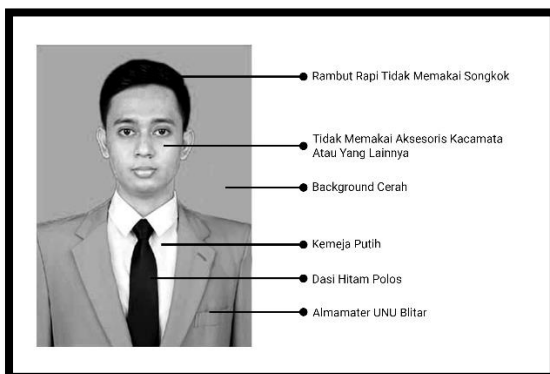 Rambut Rapi Tidak Memakai Songkok
Tidak Memakai Aksesoris Kacamata
Atau Yang Lainnya
Background Cerah
Kemeja Putih
Dasi Hitam Polos
Almamater UNU Blitar